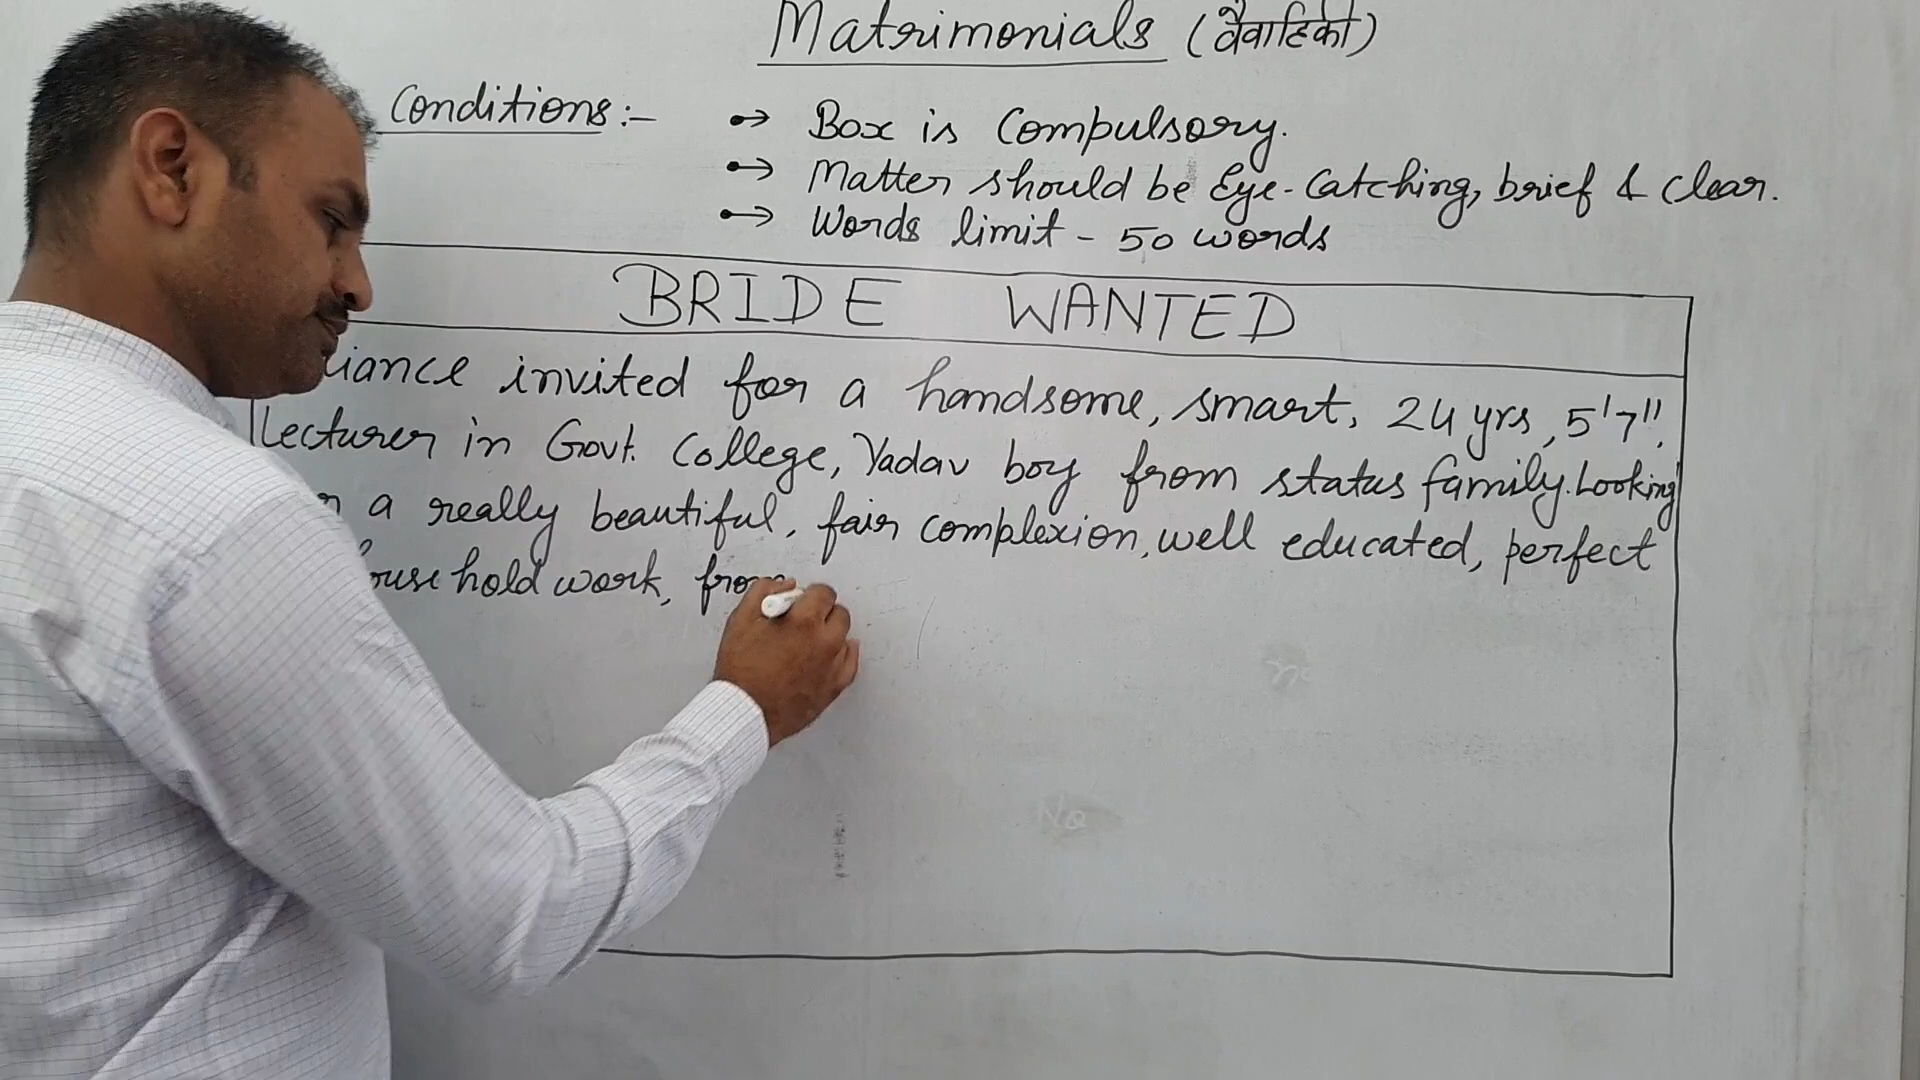 Matrimonials (वैवाहिकी)
Conditions:-
→ Box is Compulsory.
→ Matter should be Eye-Catching, brief & clear.
→ Words limit - 50 words
BRIDE WANTED
invited for a handsome, smart, 24 yrs, 5'7",
Lecturer in Govt. College, Yadav boy from status family. Looking
a really beautiful, fair complexion, well educated, perfect
household work,